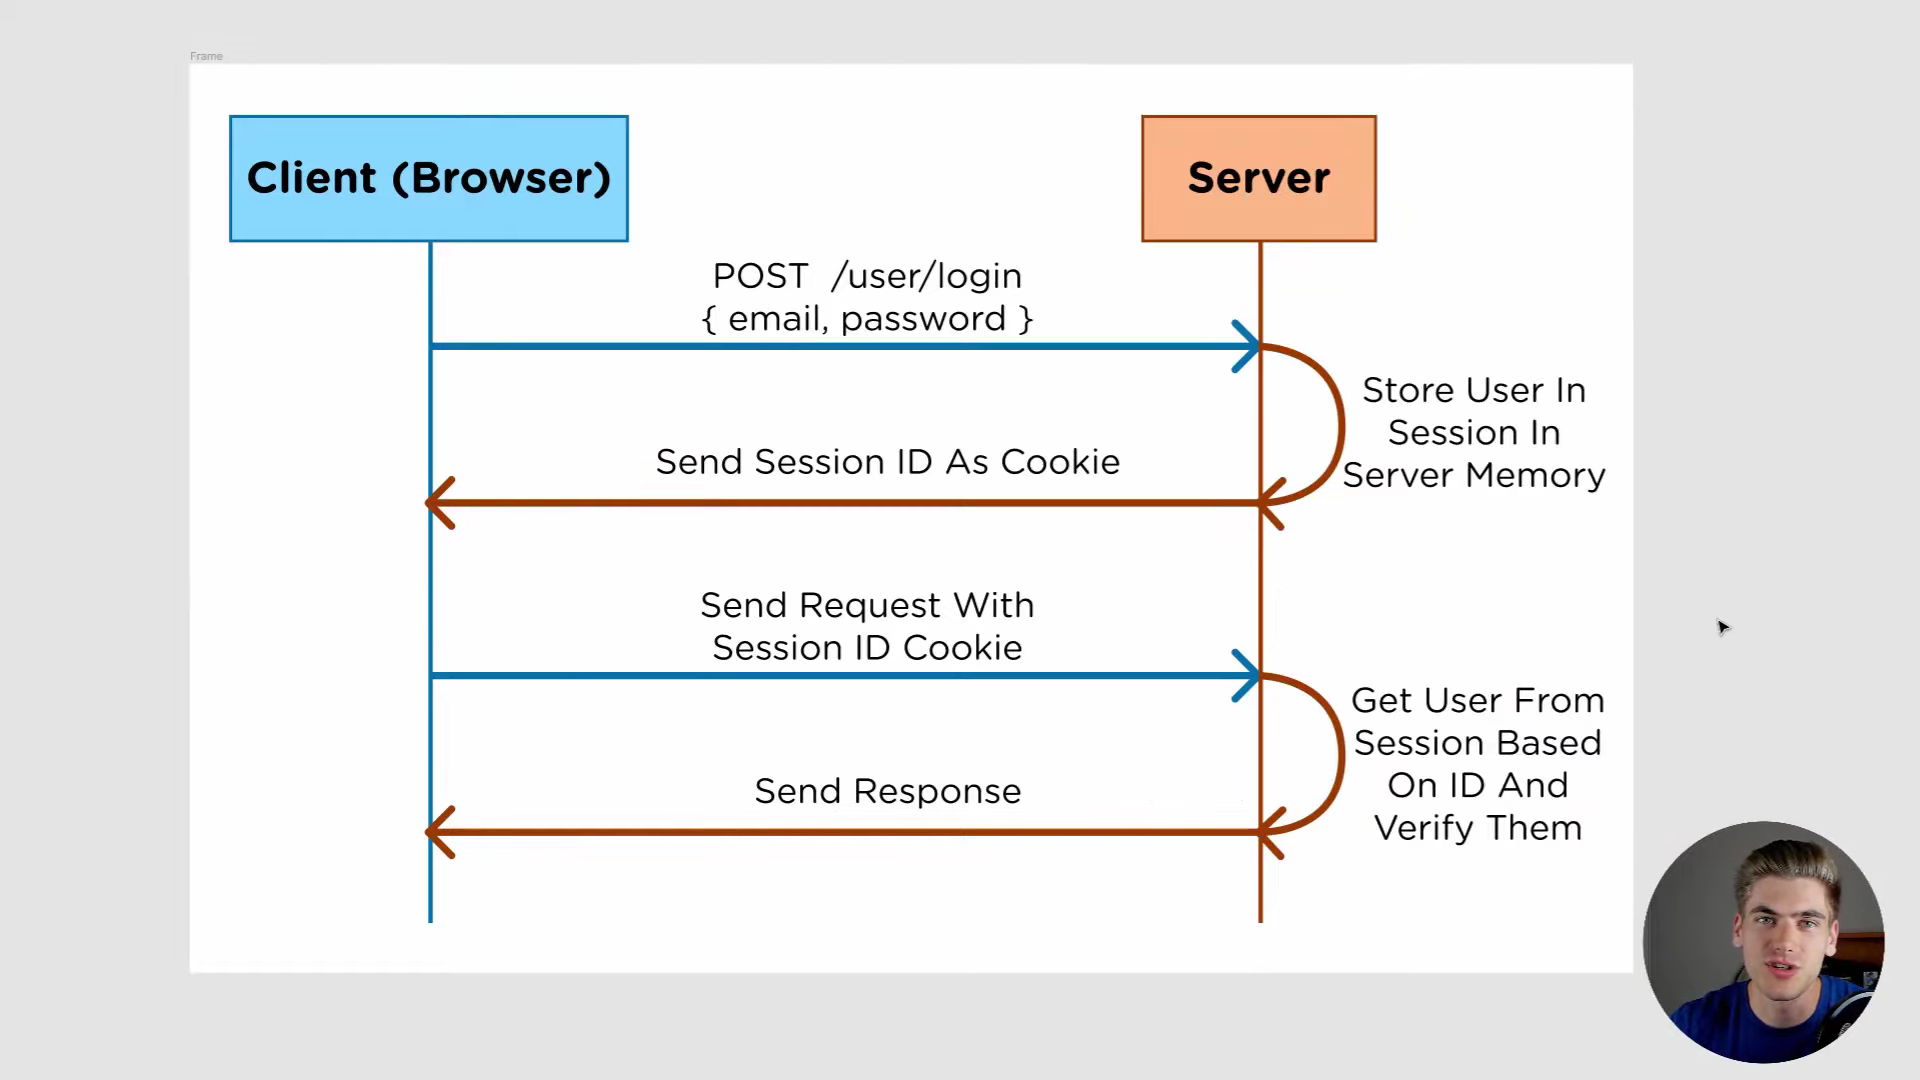 Frame
Client (Browser)
Server
POST /user/login
{ email, password }
Store User In
Session In
Server Memory
Send Session ID As Cookie
Send Request With
Session ID Cookie
Get User From
Session Based
On ID And
Verify Them
Send Response